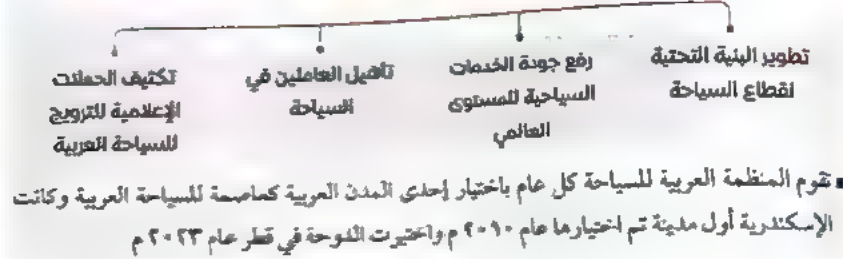 تطوير البنية التحتية
لقطاع السياحة
رفع جودة الخدمات
السياحية للمستوى
العالمي
تأهيل العاملين في
السياحة
تكثيف الحملات
الإعلامية للترويج
للسياحة العربية
▪ تقوم المنظمة العربية للسياحة كل عام باختيار إحدى المدن العربية كعاصمة للسياحة العربية وكانت
الإسكندرية أول مدينة تم اختيارها عام ٢٠١٠ م واختيرت الدوحة في قطر عام ٢٠٢٣ م